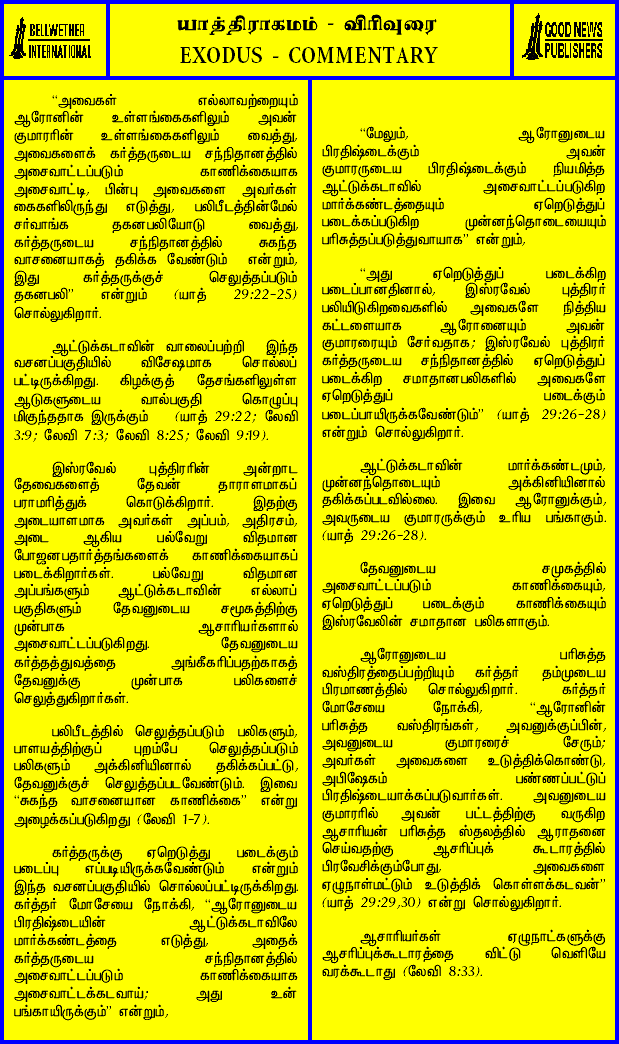 BELLWETHER
INTERNATIONAL
யாத்திராகமம் - விரிவுரை
EXODUS - COMMENTARY
GOOD NEWS
PUBLISHERS
“அவைகள் எல்லாவற்றையும்
ஆரோனின் உள்ளங்கைகளிலும் அவன்
குமாரரின் உள்ளங்கைகளிலும் வைத்து,
அவைகளைக் கர்த்தருடைய சந்நிதானத்தில்
அசைவாட்டப்படும் காணிக்கையாக
அசைவாட்டி, பின்பு அவைகளை அவர்கள்
கைகளிலிருந்து எடுத்து, பலிபீடத்தின்மேல்
சர்வாங்க தகனபலியோடு வைத்து,
கர்த்தருடைய சந்நிதானத்தில் சுகந்த
வாசனையாகத் தகிக்க வேண்டும் என்றும்,
இது கர்த்தருக்குச் செலுத்தப்படும்
தகனபலி” என்றும் (யாத் 29:22-25)
சொல்லுகிறார்.
ஆட்டுக்கடாவின் வாலைப்பற்றி இந்த
வசனப்பகுதியில் விசேஷமாக சொல்லப்
பட்டிருக்கிறது. கிழக்குத் தேசங்களிலுள்ள
ஆடுகளுடைய வால்பகுதி கொழுப்பு
மிகுந்ததாக இருக்கும் (யாத் 29:22; லேவி
3:9; லேவி 7:3; லேவி 8:25; லேவி 9:19).
இஸ்ரவேல் புத்திரரின் அன்றாட
தேவைகளைத் தேவன் தாராளமாகப்
பராமரித்துக் கொடுக்கிறார். இதற்கு
அடையாளமாக அவர்கள் அப்பம், அதிரசம்,
அடை ஆகிய பல்வேறு விதமான
போஜனபதார்த்தங்களைக் காணிக்கையாகப்
படைக்கிறார்கள். பல்வேறு விதமான
அப்பங்களும் ஆட்டுக்கடாவின் எல்லாப்
பகுதிகளும் தேவனுடைய சமூகத்திற்கு
முன்பாக ஆசாரியர்களால்
அசைவாட்டப்படுகிறது. தேவனுடைய
கர்த்தத்துவத்தை அங்கீகரிப்பதற்காகத்
தேவனுக்கு முன்பாக பலிகளைச்
செலுத்துகிறார்கள்.
பலிபீடத்தில் செலுத்தப்படும் பலிகளும்,
பாளயத்திற்குப் புறம்பே செலுத்தப்படும்
பலிகளும் அக்கினியினால் தகிக்கப்பட்டு,
தேவனுக்குச் செலுத்தப்படவேண்டும். இவை
“சுகந்த வாசனையான காணிக்கை” என்று
அழைக்கப்படுகிறது (லேவி 1-7).
கர்த்தருக்கு ஏறெடுத்து படைக்கும்
படைப்பு எப்படியிருக்கவேண்டும் என்றும்
இந்த வசனப்பகுதியில் சொல்லப்பட்டிருக்கிறது.
கர்த்தர் மோசேயை நோக்கி, “ஆரோனுடைய
பிரதிஷ்டையின் ஆட்டுக்கடாவிலே
மார்க்கண்டத்தை எடுத்து, அதைக்
கர்த்தருடைய சந்நிதானத்தில்
அசைவாட்டப்படும் காணிக்கையாக
அசைவாட்டக்கடவாய்; அது உன்
பங்காயிருக்கும்” என்றும்,
“மேலும், ஆரோனுடைய
பிரதிஷ்டைக்கும் அவன்
குமாரருடைய பிரதிஷ்டைக்கும் நியமித்த
ஆட்டுக்கடாவில் அசைவாட்டப்படுகிற
மார்க்கண்டத்தையும் ஏறெடுத்துப்
படைக்கப்படுகிற முன்னந்தொடையையும்
பரிசுத்தப்படுத்துவாயாக” என்றும்,
“அது ஏறெடுத்துப் படைக்கிற
படைப்பானதினால், இஸ்ரவேல் புத்திரர்
பலியிடுகிறவைகளில் அவைகளே நித்திய
கட்டளையாக ஆரோனையும் அவன்
குமாரரையும் சேர்வதாக; இஸ்ரவேல் புத்திரர்
கர்த்தருடைய சந்நிதானத்தில் ஏறெடுத்துப்
படைக்கிற சமாதானபலிகளில் அவைகளே
ஏறெடுத்துப் படைக்கும்
படைப்பாயிருக்கவேண்டும்” (யாத் 29:26-28)
என்றும் சொல்லுகிறார்.
ஆட்டுக்கடாவின் மார்க்கண்டமும்,
முன்னந்தொடையும் அக்கினியினால்
தகிக்கப்படவில்லை. இவை ஆரோனுக்கும்,
அவருடைய குமாரருக்கும் உரிய பங்காகும்.
(யாத் 29:26-28).
தேவனுடைய சமுகத்தில்
அசைவாட்டப்படும் காணிக்கையும்,
ஏறெடுத்துப் படைக்கும் காணிக்கையும்
இஸ்ரவேலின் சமாதான பலிகளாகும்.
ஆரோனுடைய பரிசுத்த
வஸ்திரத்தைப்பற்றியும் கர்த்தர் தம்முடைய
பிரமாணத்தில் சொல்லுகிறார். கர்த்தர்
மோசேயை நோக்கி, “ஆரோனின்
பரிசுத்த வஸ்திரங்கள், அவனுக்குப்பின்,
அவனுடைய குமாரரைச் சேரும்;
அவர்கள் அவைகளை உடுத்திக்கொண்டு,
அபிஷேகம் பண்ணப்பட்டுப்
பிரதிஷ்டையாக்கப்படுவார்கள். அவனுடைய
குமாரரில் அவன் பட்டத்திற்கு வருகிற
ஆசாரியன் பரிசுத்த ஸ்தலத்தில் ஆராதனை
செய்வதற்கு ஆசரிப்புக் கூடாரத்தில்
பிரவேசிக்கும்போது, அவைகளை
ஏழுநாள்மட்டும் உடுத்திக் கொள்ளக்கடவன்”
(யாத் 29:29,30) என்று சொல்லுகிறார்.
ஆசாரியர்கள் ஏழுநாட்களுக்கு
ஆசரிப்புக்கூடாரத்தை விட்டு வெளியே
வரக்கூடாது (லேவி 8:33).